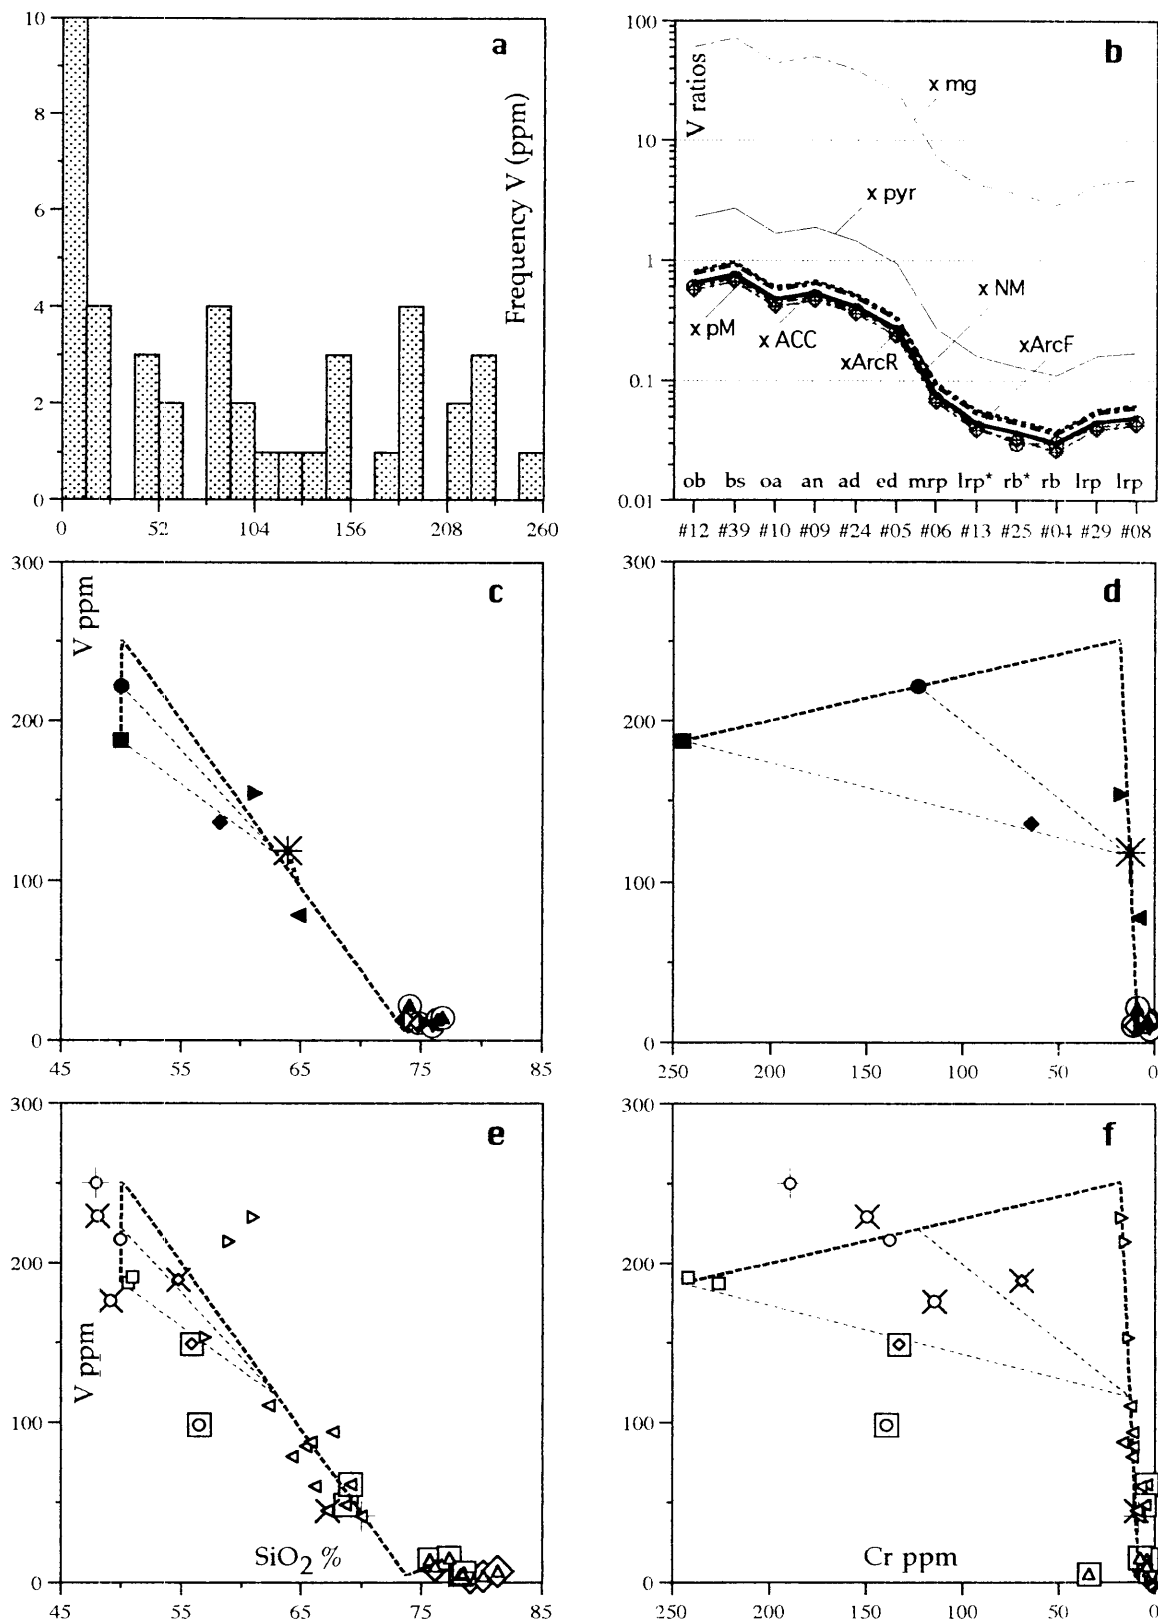 a
Frequency V (ppm)
10
8
6
4
2
0
0 52 104 156 208 260
b
V ratios
100
10
1
0.1
0.01
x mg
x pyr
x NM
x pM
x ACC
xArcR
xArcF
ob bs oa an ad ed mrp lrp* rb* rb lrp lrp
#12 #39 #10 #09 #24 #05 #06 #13 #25 #04 #29 #08
c
V ppm
300
200
100
0
45 55 65 75 85
d
300
200
100
0
250 200 150 100 50 0
e
300
200
V ppm
100
0
SiO2 %
45 55 65 75 85
f
300
200
100
0
Cr ppm
250 200 150 100 50 0